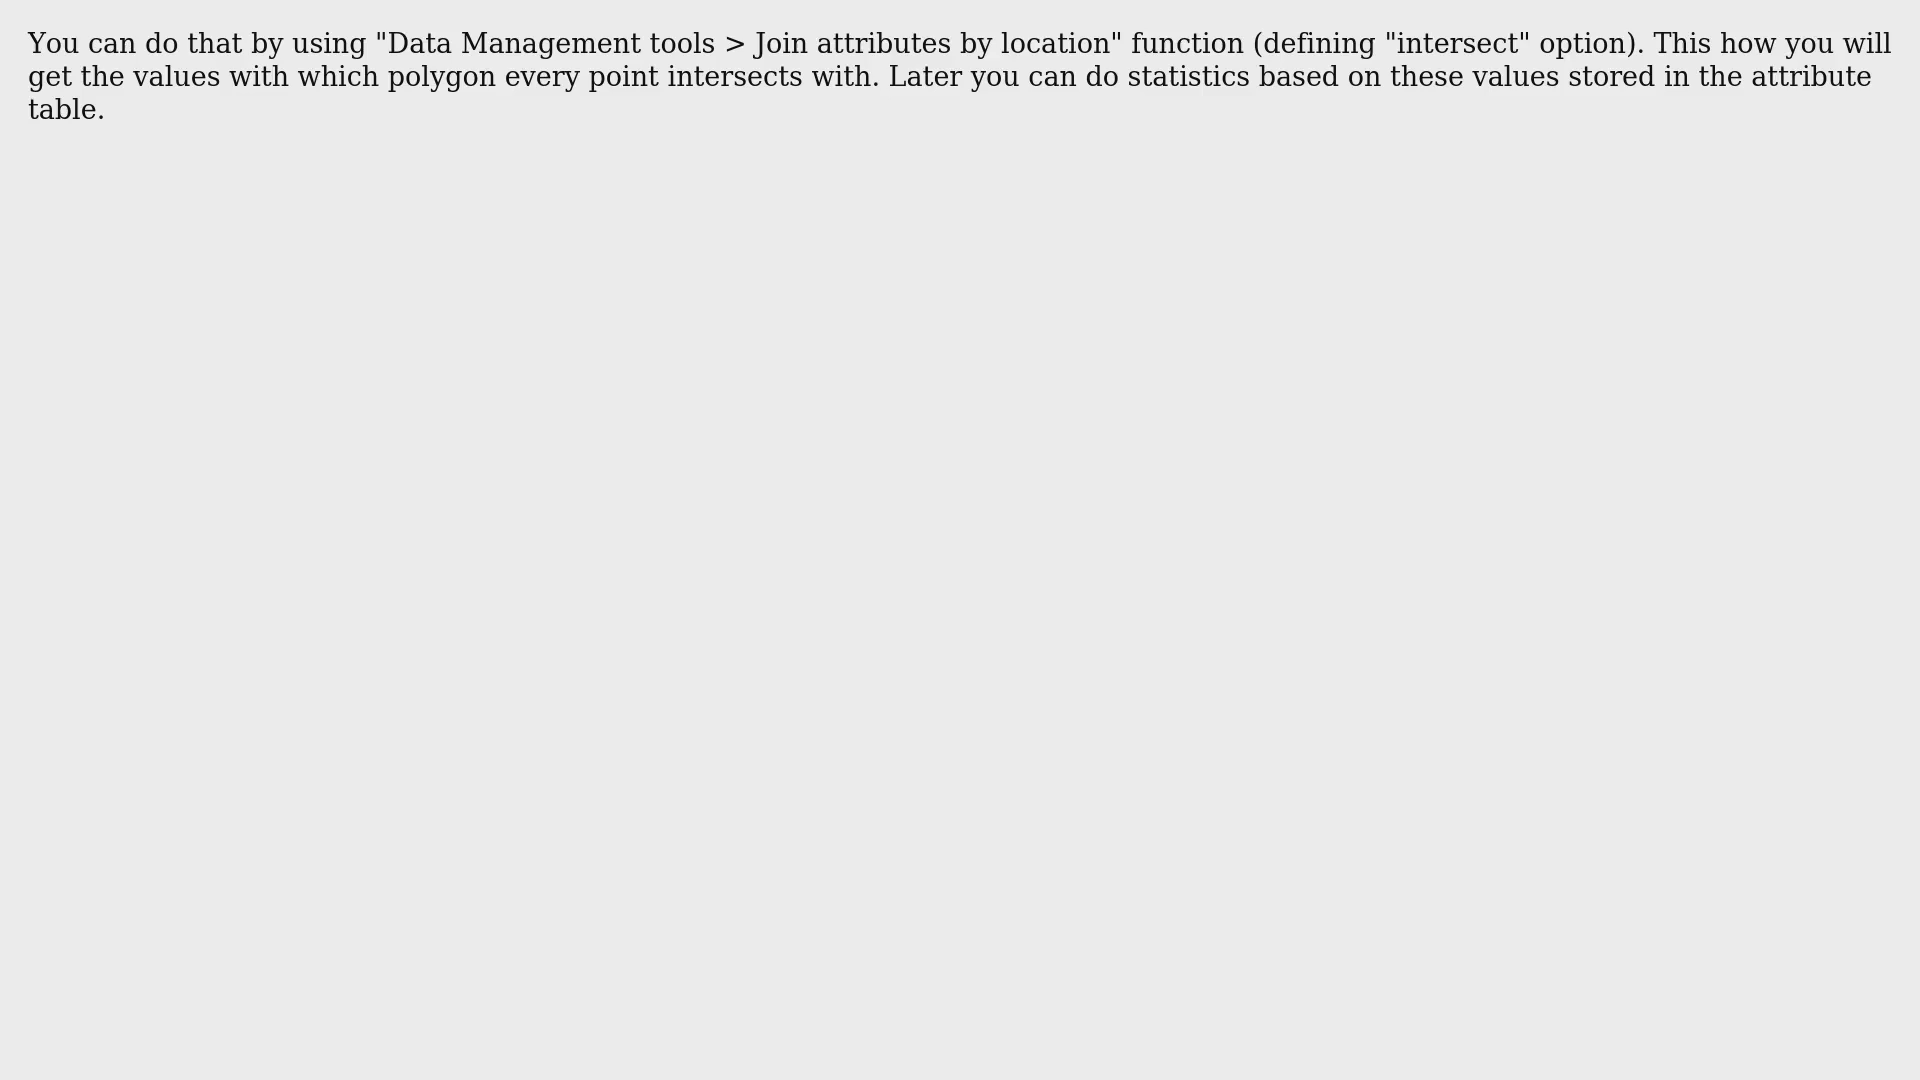 You can do that by using "Data Management tools > Join attributes by location" function (defining "intersect" option). This how you will
get the values with which polygon every point intersects with. Later you can do statistics based on these values stored in the attribute
table.